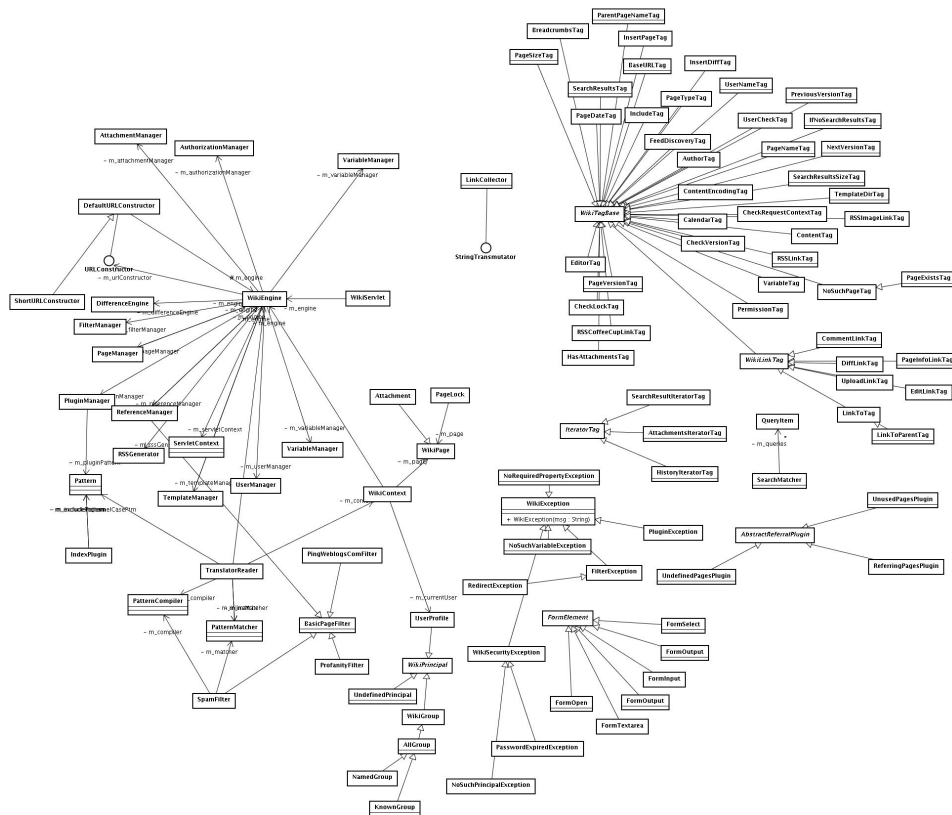 ParentPageNameTag
BreadcrumbsTag
InsertPageTag
PageSizeTag
BaseURLTag
InsertDiffTag
SearchResultsTag
UserNameTag
PageTypeTag
PreviousVersionTag
PageDateTag
IncludeTag
UserCheckTag
IfNoSearchResultsTag
AttachmentManager
AuthorizationManager
FeedDiscoveryTag
PageNameTag
NextVersionTag
- m_attachmentManager
VariableManager
AuthorTag
- m_authorizationManager
- m_variableManager
LinkCollector
SearchResultsSizeTag
ContentEncodingTag
TemplateDirTag
DefaultURLConstructor
WikiTagBase
CheckRequestContextTag
CalendarTag
RSSImageLinkTag
ContentTag
CheckVersionTag
StringTransmutator
URLConstructor
EditorTag
RSSLinkTag
- m_urlConstructor
# m_engine
PageVersionTag
VariableTag
PageExistsTag
NoSuchPageTag
ShortURLConstructor
DifferenceEngine
WikiEngine
WikiServlet
CheckLockTag
PermissionTag
- m_differenceEngine
- m_engine
FilterManager
RSSCoffeeCupLinkTag
CommentLinkTag
PageManager
HasAttachmentsTag
WikiLinkTag
DiffLinkTag
PageInfoLinkTag
UploadLinkTag
EditLinkTag
Attachment
PageLock
SearchResultIteratorTag
PluginManager
ReferenceManager
QueryItem
LinkToTag
LinkToParentTag
- m_servletContext
- m_variableManager
- m_page
IteratorTag
AttachmentsIteratorTag
ServletContext
VariableManager
WikiPage
- m_queries
*
RSSGenerator
- m_userManager
HistoryIteratorTag
SearchMatcher
Pattern
UserManager
NoRequiredPropertyException
TemplateManager
WikiContext
WikiException
UnusedPagesPlugin
+ WikiException(msg : String)
PluginException
AbstractReferralPlugin
IndexPlugin
NoSuchVariableException
PingWeblogsComFilter
TranslatorReader
FilterException
UndefinedPagesPlugin
ReferringPagesPlugin
RedirectException
PatternCompiler
- m_currentUser
PatternMatcher
BasicPageFilter
UserProfile
FormElement
FormSelect
- m_compiler
- m_matcher
WikiSecurityException
FormOutput
ProfanityFilter
WikiPrincipal
FormInput
SpamFilter
UndefinedPrincipal
FormOpen
FormOutput
WikiGroup
FormTextarea
AllGroup
PasswordExpiredException
NamedGroup
NoSuchPrincipalException
KnownGroup